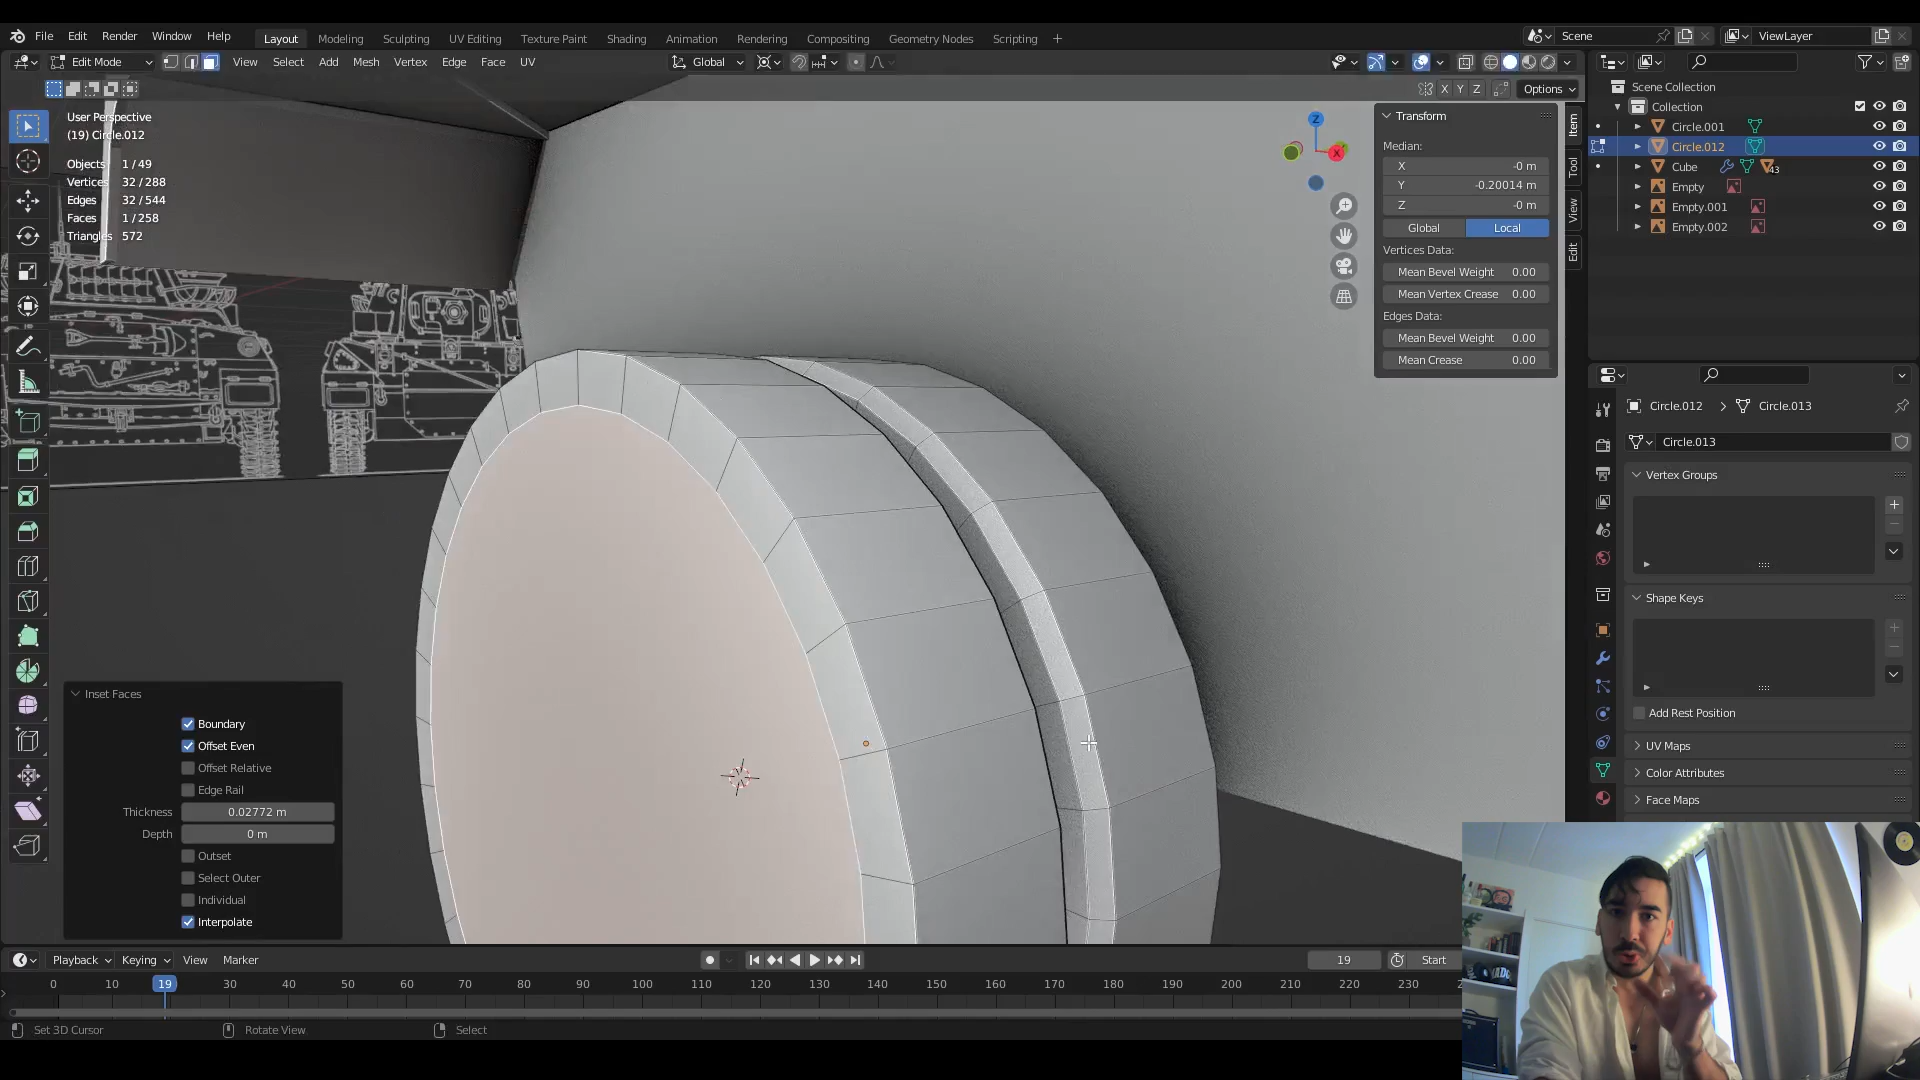 File Edit Render Window Help Layout Modeling Sculpting UV Editing Texture Paint Shading Animation Rendering Compositing Geometry Nodes Scripting + Scene ViewLayer
Edit Mode View Select Add Mesh Vertex Edge Face UV Global
X Y Z Options
User Perspective
(19) Circle.012
Objects 1 / 49
Vertices 32 / 288
Edges 32 / 544
Faces 1 / 258
Triangles 572
Z
X
Transform
Median:
X -0 m
Y -0.20014 m
Z -0 m
Global Local
Vertices Data:
Mean Bevel Weight 0.00
Mean Vertex Crease 0.00
Edges Data:
Mean Bevel Weight 0.00
Mean Crease 0.00
Item
Tool
View
Edit
Scene Collection
Collection
Circle.001
Circle.012
Cube 43
Empty
Empty.001
Empty.002
Circle.012 Circle.013
Circle.013
Vertex Groups
Shape Keys
Add Rest Position
UV Maps
Color Attributes
Face Maps
Inset Faces
Boundary
Offset Even
Offset Relative
Edge Rail
Thickness 0.02772 m
Depth 0 m
Outset
Select Outer
Individual
Interpolate
Playback Keying View Marker 19 Start
0 10 19 30 40 50 60 70 80 90 100 110 120 130 140 150 160 170 180 190 200 210 220 230
Set 3D Cursor Rotate View Select